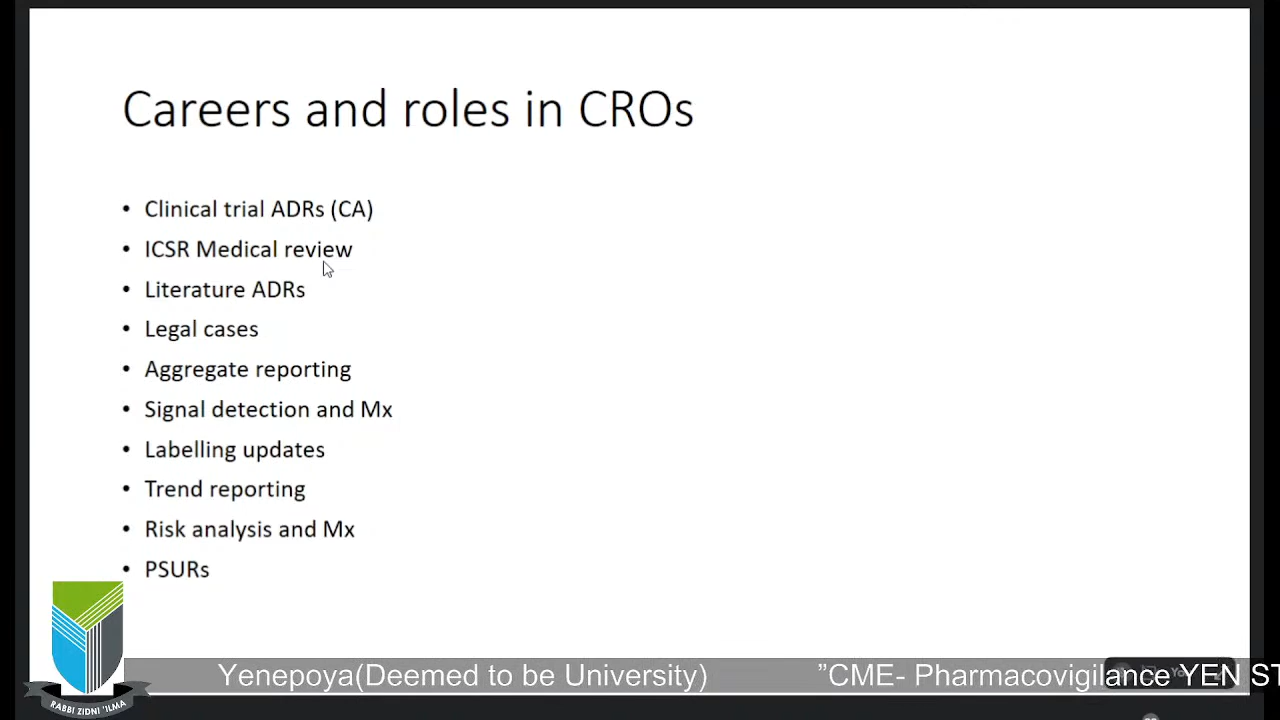 Careers and roles in CROs
• Clinical trial ADRs (CA)
• ICSR Medical review
• Literature ADRs
• Legal cases
• Aggregate reporting
• Signal detection and Mx
• Labelling updates
• Trend reporting
• Risk analysis and Mx
• PSURs
Yenepoya(Deemed to be University) ”CME- Pharmacovigilance YEN ST
RABBI ZIDNI 'ILMA